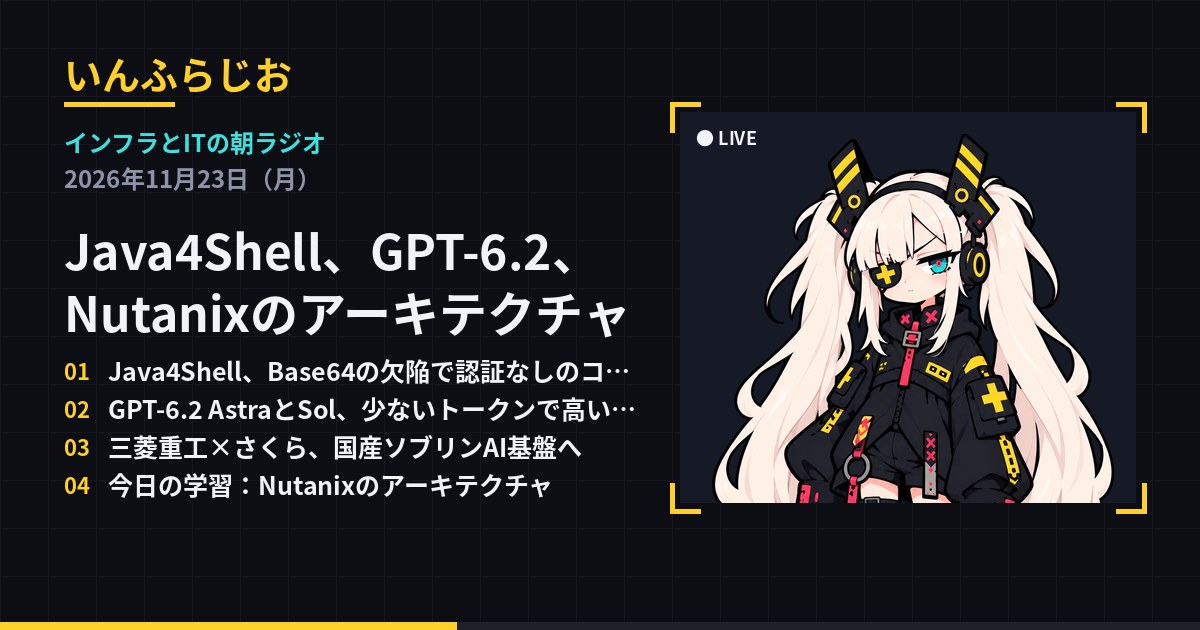 いんふらじお
インフラとITの朝ラジオ
2026年11月23日（月）
Java4Shell、GPT-6.2、
Nutanixのアーキテクチャ
01 Java4Shell、Base64の欠陥で認証なしのコ…
02 GPT-6.2 AstraとSol、少ないトークンで高い…
03 三菱重工×さくら、国産ソブリンAI基盤へ
04 今日の学習：Nutanixのアーキテクチャ
LIVE